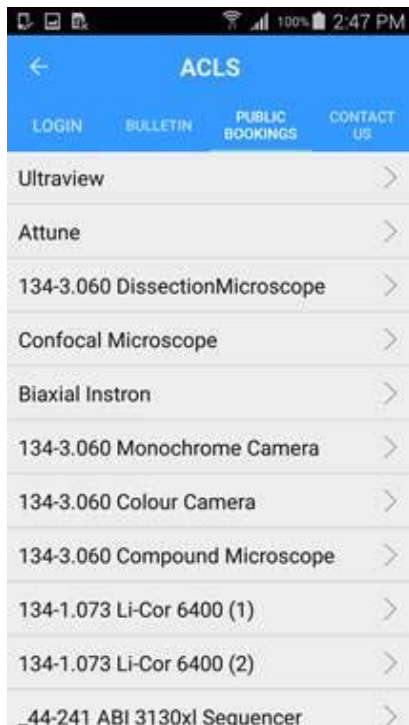 100% 2:47 PM
ACLS
LOGIN
BULLETIN
PUBLIC
BOOKINGS
CONTACT
US
Ultraview
Attune
134-3.060 DissectionMicroscope
Confocal Microscope
Biaxial Instron
134-3.060 Monochrome Camera
134-3.060 Colour Camera
134-3.060 Compound Microscope
134-1.073 Li-Cor 6400 (1)
134-1.073 Li-Cor 6400 (2)
_44-241 ABI 3130xl Sequencer